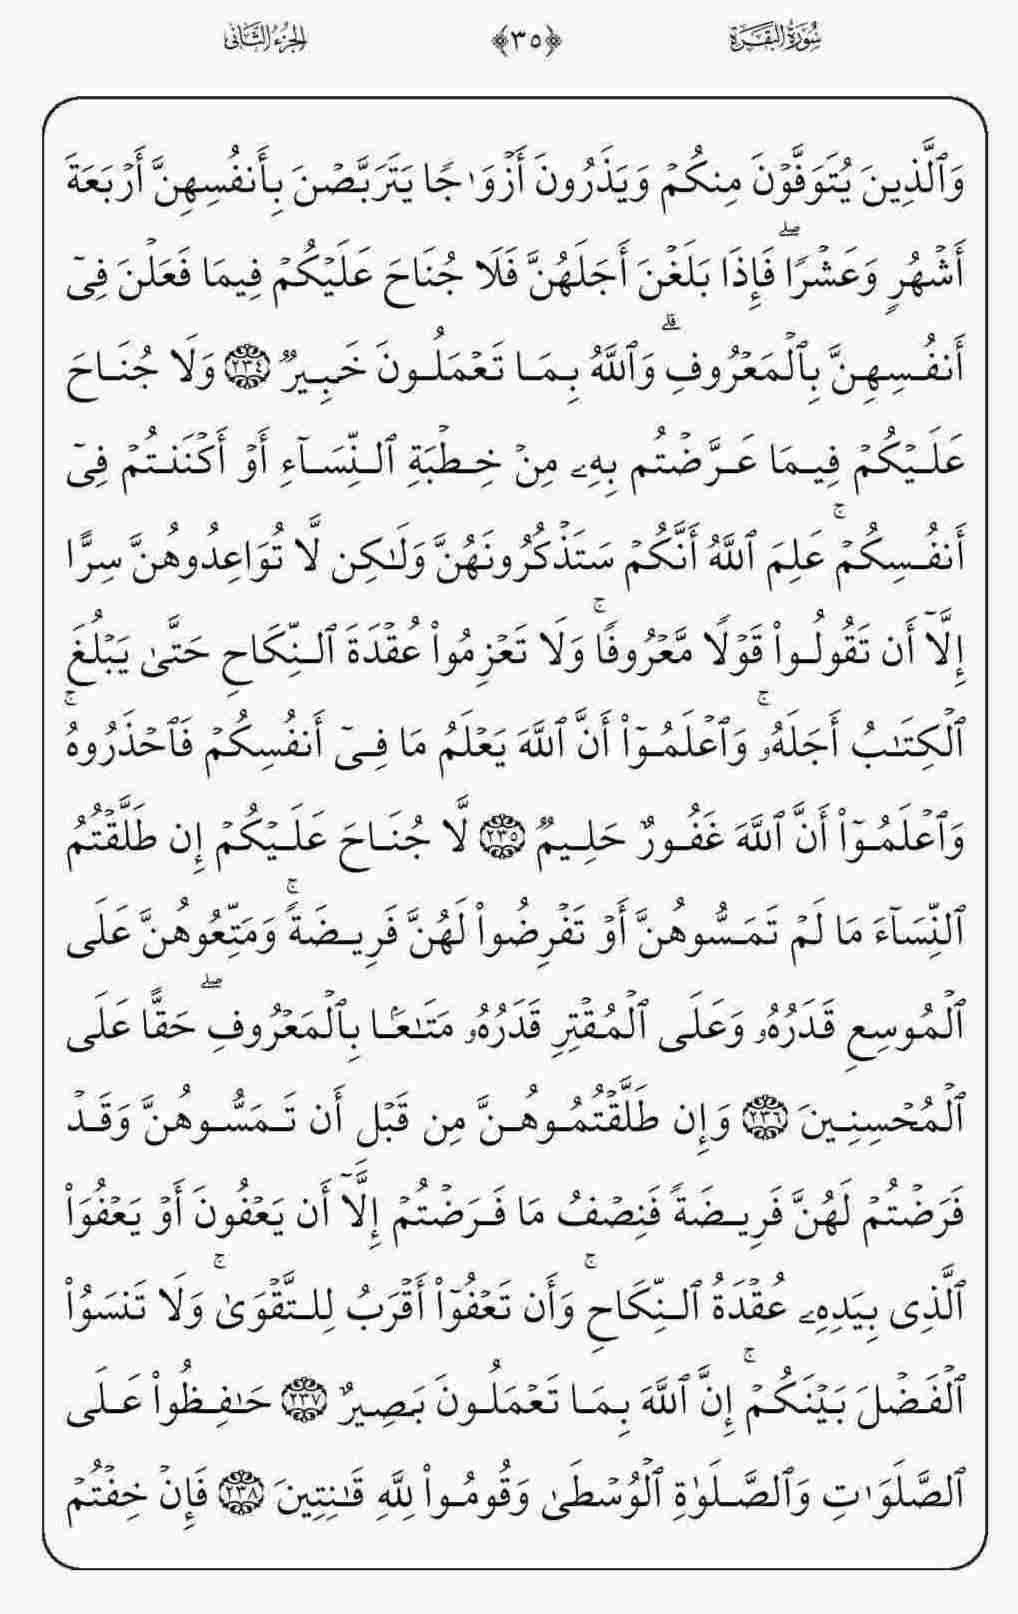 سُورَةُ البَقَرَةِ ﴿٣٥﴾ الجُزءُ الثَّانِي
وَٱلَّذِينَ يُتَوَفَّوۡنَ مِنكُمۡ وَيَذَرُونَ أَزۡوَٰجٗا يَتَرَبَّصۡنَ بِأَنفُسِهِنَّ أَرۡبَعَةَ
أَشۡهُرٖ وَعَشۡرٗاۖ فَإِذَا بَلَغۡنَ أَجَلَهُنَّ فَلَا جُنَاحَ عَلَيۡكُمۡ فِيمَا فَعَلۡنَ فِيٓ
أَنفُسِهِنَّ بِٱلۡمَعۡرُوفِۗ وَٱللَّهُ بِمَا تَعۡمَلُونَ خَبِيرٞ ٢٣٤ وَلَا جُنَاحَ
عَلَيۡكُمۡ فِيمَا عَرَّضۡتُم بِهِۦ مِنۡ خِطۡبَةِ ٱلنِّسَآءِ أَوۡ أَكۡنَنتُمۡ فِيٓ
أَنفُسِكُمۡۚ عَلِمَ ٱللَّهُ أَنَّكُمۡ سَتَذۡكُرُونَهُنَّ وَلَٰكِن لَّا تُوَاعِدُوهُنَّ سِرًّا
إِلَّآ أَن تَقُولُواْ قَوۡلٗا مَّعۡرُوفٗاۚ وَلَا تَعۡزِمُواْ عُقۡدَةَ ٱلنِّكَاحِ حَتَّىٰ يَبۡلُغَ
ٱلۡكِتَٰبُ أَجَلَهُۥۚ وَٱعۡلَمُوٓاْ أَنَّ ٱللَّهَ يَعۡلَمُ مَا فِيٓ أَنفُسِكُمۡ فَٱحۡذَرُوهُۚ
وَٱعۡلَمُوٓاْ أَنَّ ٱللَّهَ غَفُورٌ حَلِيمٞ ٢٣٥ لَّا جُنَاحَ عَلَيۡكُمۡ إِن طَلَّقۡتُمُ
ٱلنِّسَآءَ مَا لَمۡ تَمَسُّوهُنَّ أَوۡ تَفۡرِضُواْ لَهُنَّ فَرِيضَةٗۚ وَمَتِّعُوهُنَّ عَلَى
ٱلۡمُوسِعِ قَدَرُهُۥ وَعَلَى ٱلۡمُقۡتِرِ قَدَرُهُۥ مَتَٰعَۢا بِٱلۡمَعۡرُوفِۖ حَقًّا عَلَى
ٱلۡمُحۡسِنِينَ ٢٣٦ وَإِن طَلَّقۡتُمُوهُنَّ مِن قَبۡلِ أَن تَمَسُّوهُنَّ وَقَدۡ
فَرَضۡتُمۡ لَهُنَّ فَرِيضَةٗ فَنِصۡفُ مَا فَرَضۡتُمۡ إِلَّآ أَن يَعۡفُونَ أَوۡ يَعۡفُوَاْ
ٱلَّذِي بِيَدِهِۦ عُقۡدَةُ ٱلنِّكَاحِۚ وَأَن تَعۡفُوٓاْ أَقۡرَبُ لِلتَّقۡوَىٰۚ وَلَا تَنسَوُاْ
ٱلۡفَضۡلَ بَيۡنَكُمۡۚ إِنَّ ٱللَّهَ بِمَا تَعۡمَلُونَ بَصِيرٌ ٢٣٧ حَٰفِظُواْ عَلَى
ٱلصَّلَوَٰتِ وَٱلصَّلَوٰةِ ٱلۡوُسۡطَىٰ وَقُومُواْ لِلَّهِ قَٰنِتِينَ ٢٣٨ فَإِنۡ خِفۡتُمۡ